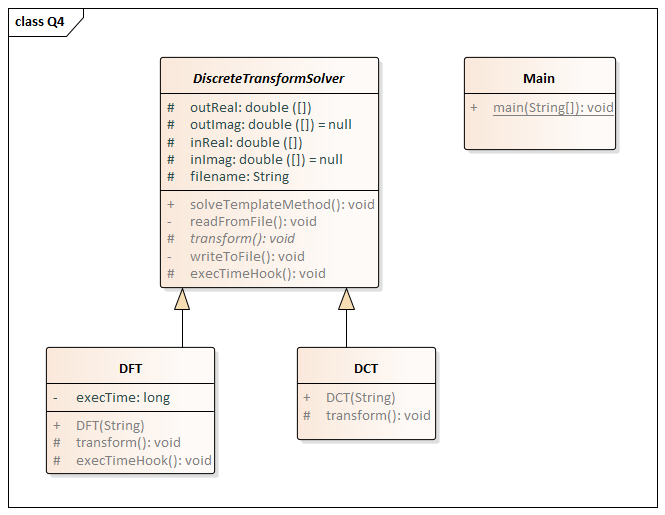 class Q4
DiscreteTransformSolver
# outReal: double ([])
# outImag: double ([]) = null
# inReal: double ([])
# inImag: double ([]) = null
# filename: String
+ solveTemplateMethod(): void
- readFromFile(): void
# transform(): void
- writeToFile(): void
# execTimeHook(): void
Main
+ main(String[]): void
DFT
- execTime: long
+ DFT(String)
# transform(): void
# execTimeHook(): void
DCT
+ DCT(String)
# transform(): void